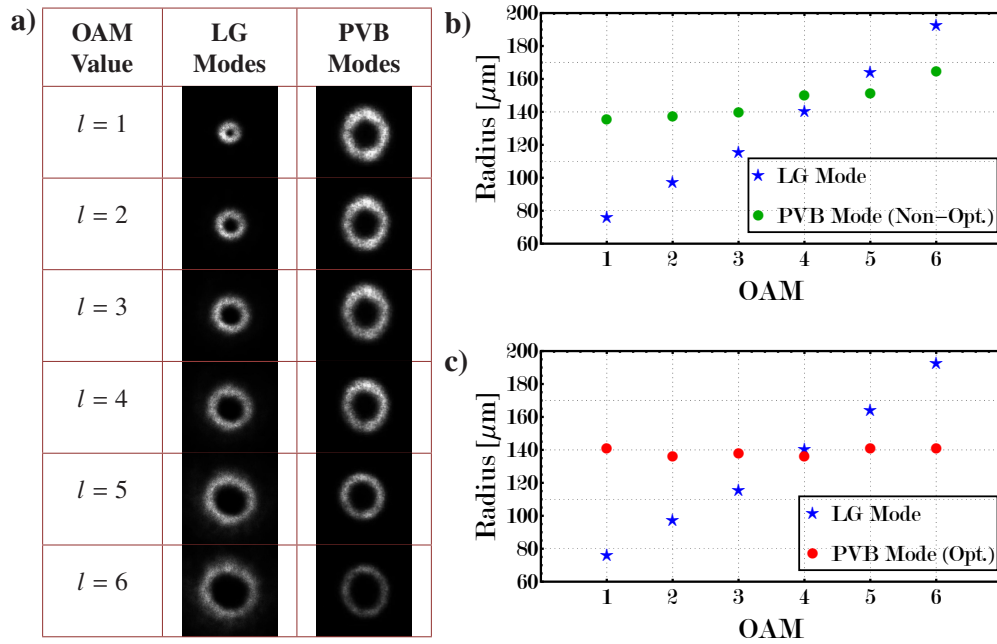 a)
OAM Value
LG Modes
PVB Modes
l = 1
l = 2
l = 3
l = 4
l = 5
l = 6
b)
Radius [μm]
200
180
160
140
120
100
80
60
LG Mode
PVB Mode (Non-Opt.)
1 2 3 4 5 6
OAM
c)
Radius [μm]
200
180
160
140
120
100
80
60
LG Mode
PVB Mode (Opt.)
1 2 3 4 5 6
OAM